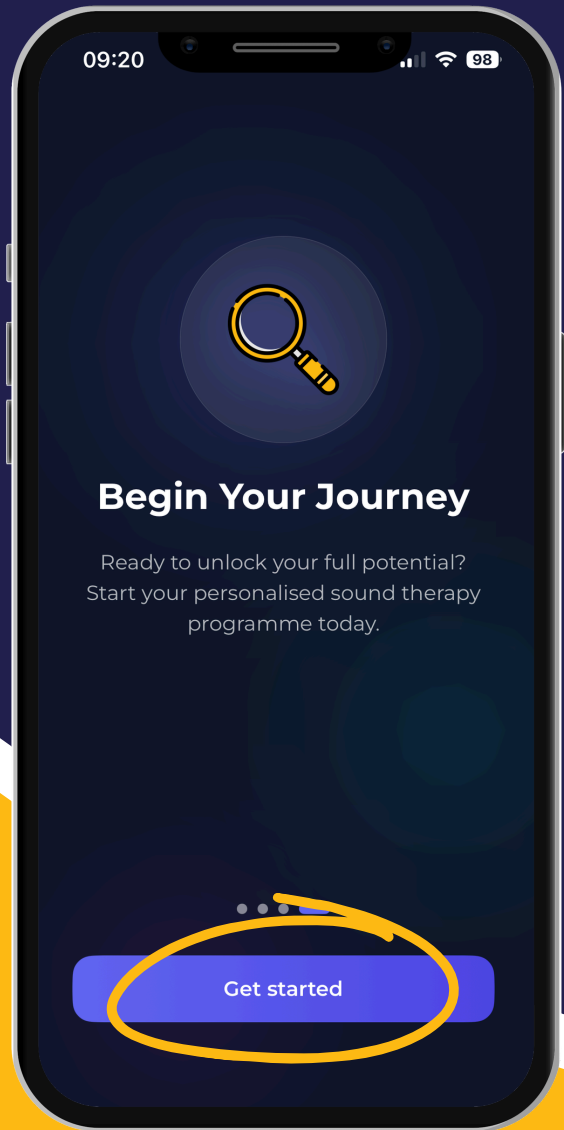 09:20
98
Begin Your Journey
Ready to unlock your full potential?
Start your personalised sound therapy
programme today.
Get started